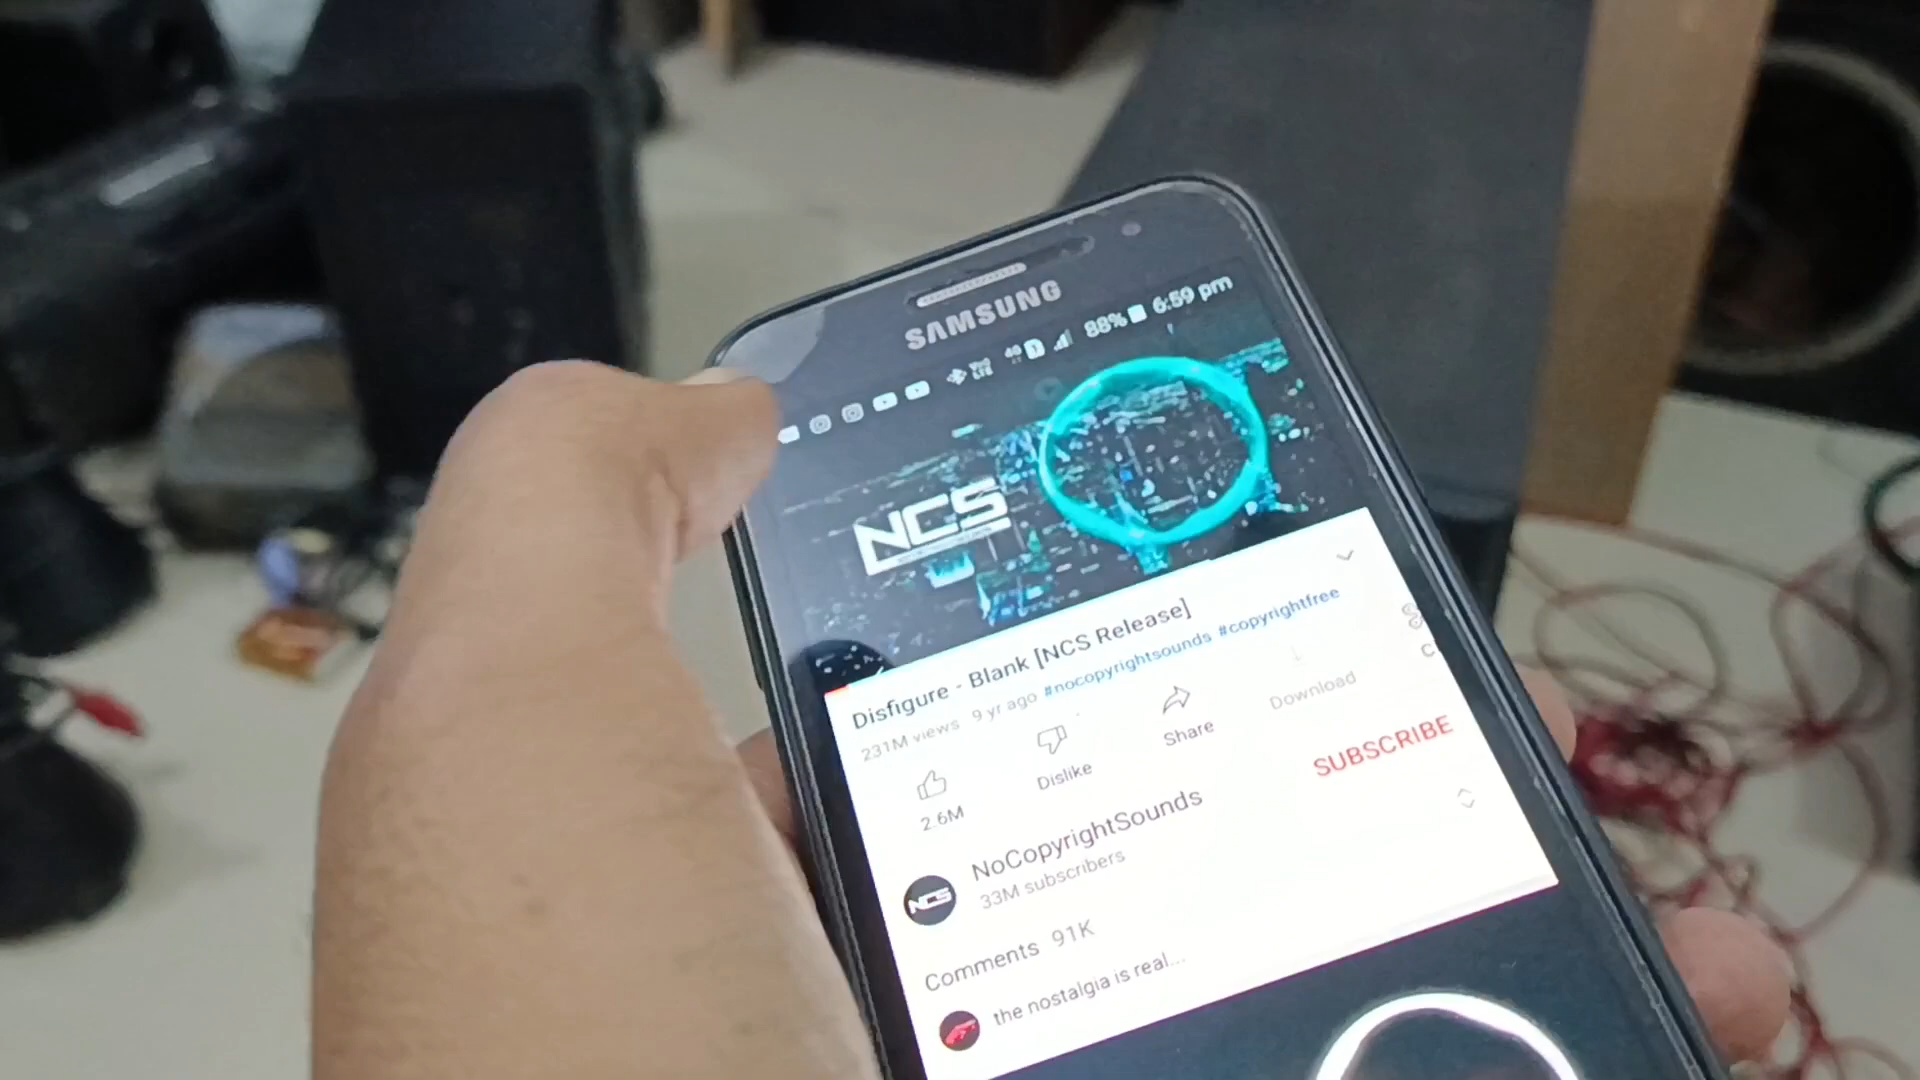 SAMSUNG
88% 6:59 pm
NCS
Disfigure - Blank [NCS Release]
231M views 9 yr ago #nocopyrightsounds #copyrightfree
2.6M
Dislike
Share
Download
C
NCS
NoCopyrightSounds
33M subscribers
SUBSCRIBE
Comments 91K
the nostalgia is real...